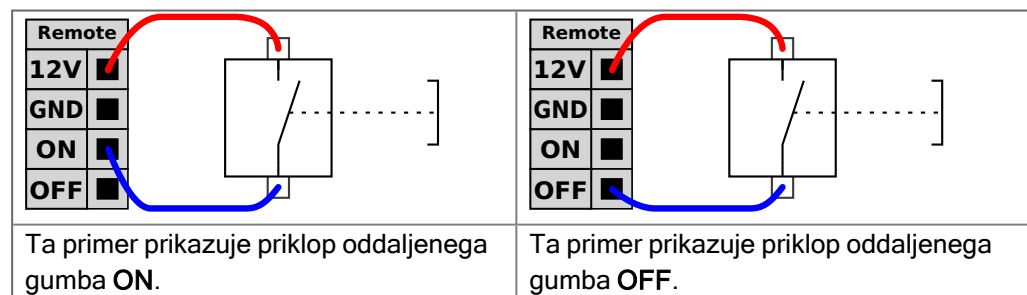 Remote
12V
GND
ON
OFF
Ta primer prikazuje priklop oddaljenega
gumba ON.
Remote
12V
GND
ON
OFF
Ta primer prikazuje priklop oddaljenega
gumba OFF.